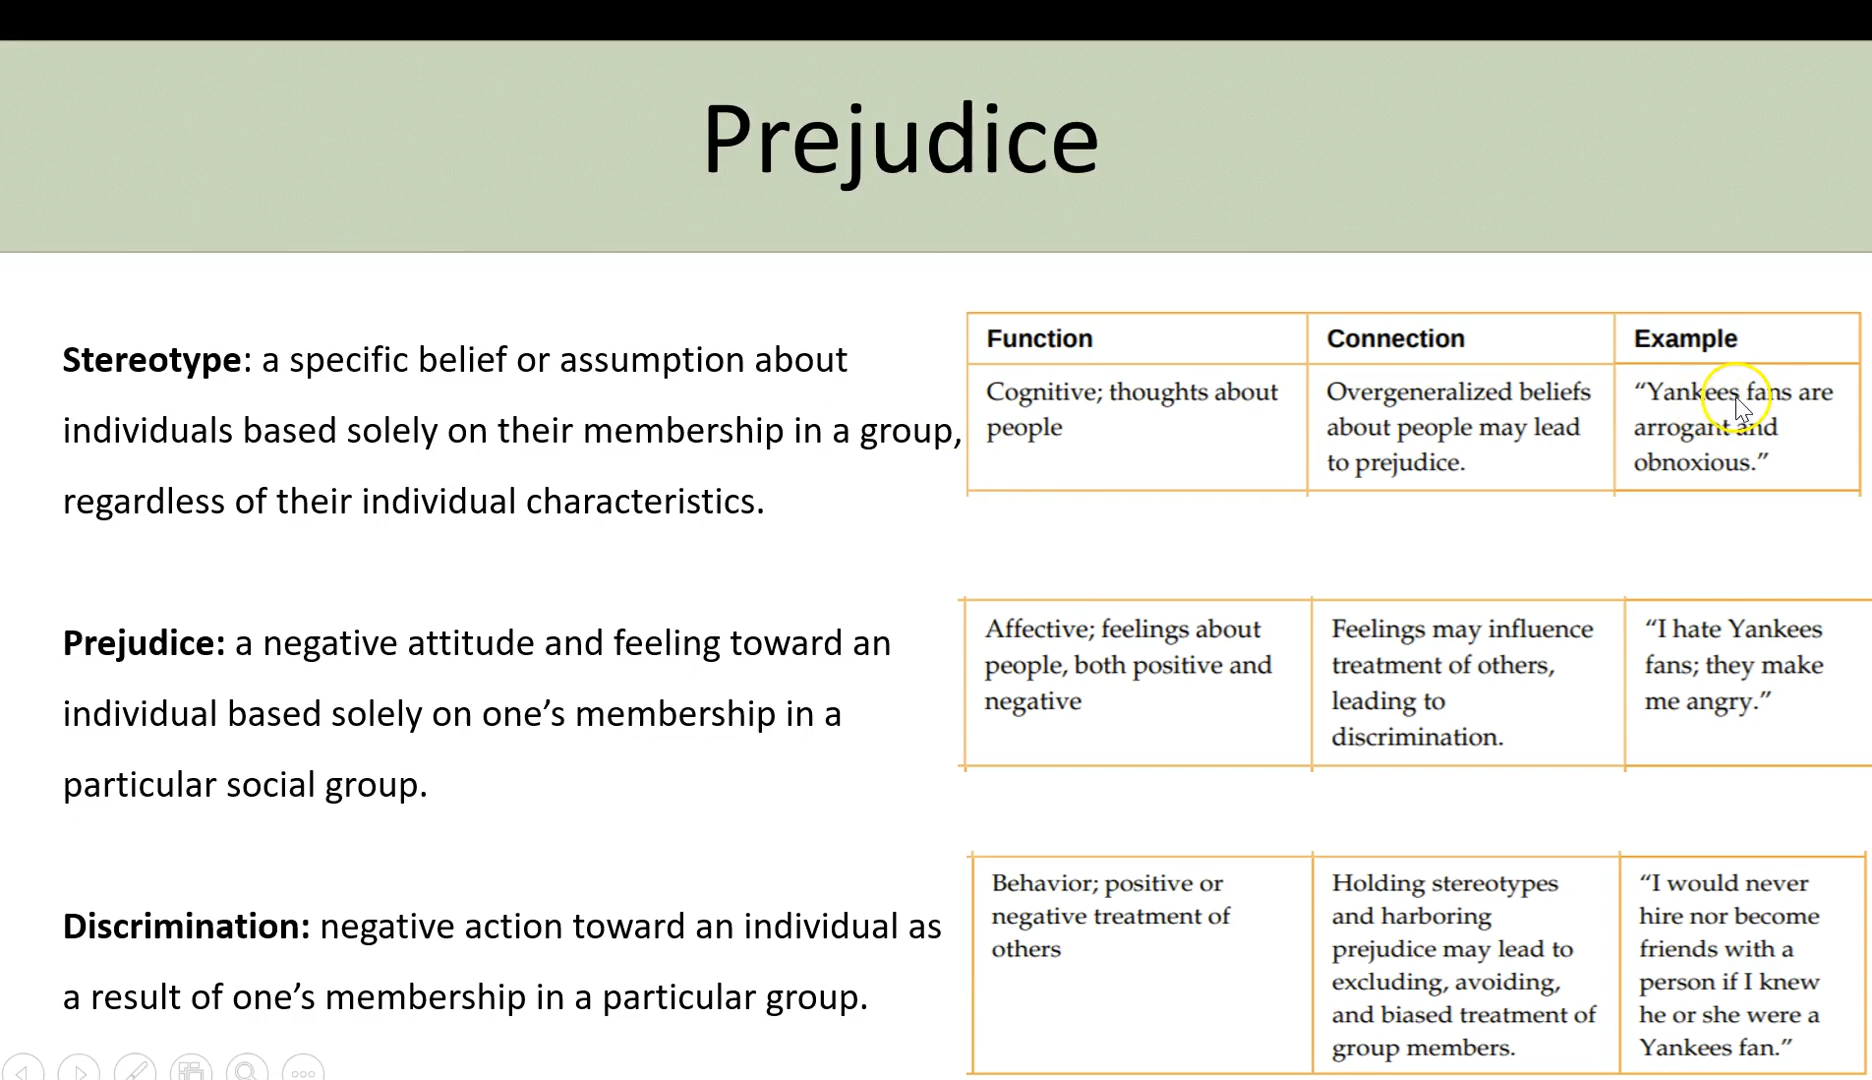 Prejudice
Stereotype: a specific belief or assumption about
individuals based solely on their membership in a group,
regardless of their individual characteristics.
Function
Connection
Example
Cognitive; thoughts about
people
Overgeneralized beliefs
about people may lead
to prejudice.
“Yankees fans are
arrogant and
obnoxious.”
Prejudice: a negative attitude and feeling toward an
individual based solely on one’s membership in a
particular social group.
Affective; feelings about
people, both positive and
negative
Feelings may influence
treatment of others,
leading to
discrimination.
“I hate Yankees
fans; they make
me angry.”
Discrimination: negative action toward an individual as
a result of one’s membership in a particular group.
Behavior; positive or
negative treatment of
others
Holding stereotypes
and harboring
prejudice may lead to
excluding, avoiding,
and biased treatment of
group members.
“I would never
hire nor become
friends with a
person if I knew
he or she were a
Yankees fan.”